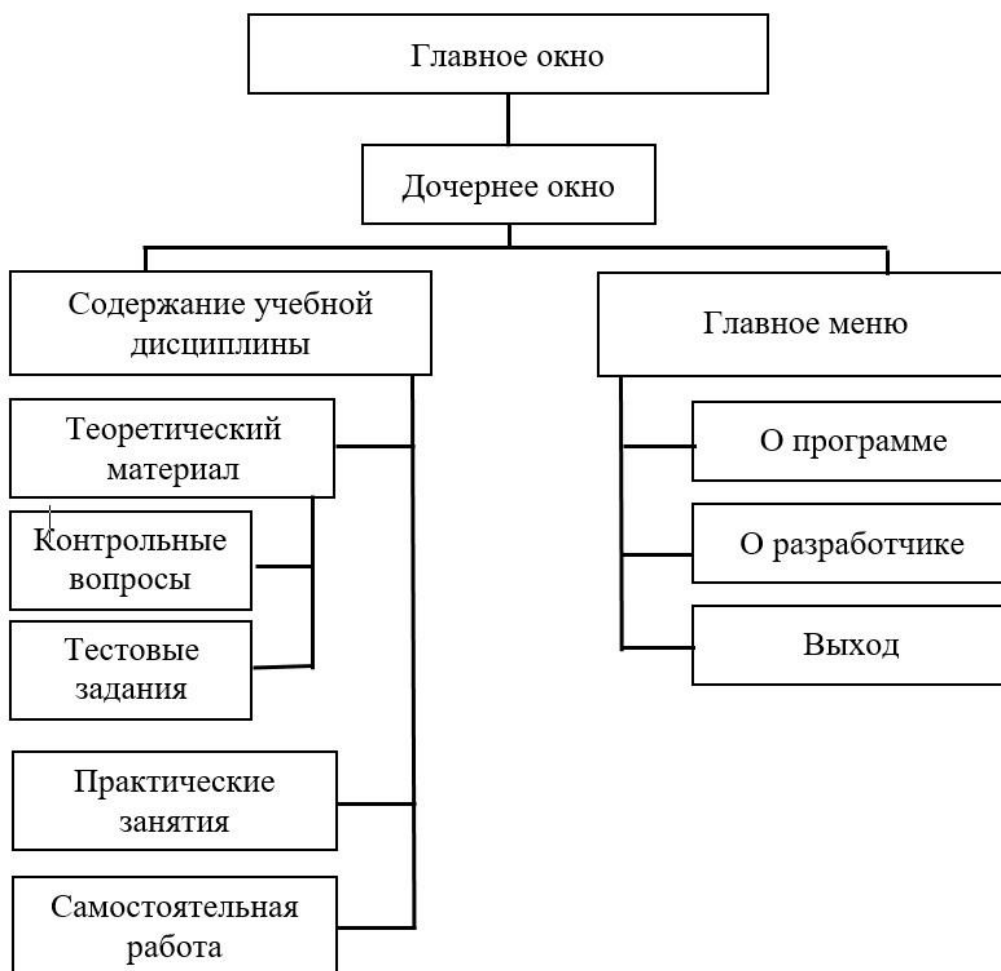 Главное окно
Дочернее окно
Содержание учебной
дисциплины
Главное меню
Теоретический
материал
О программе
Контрольные
вопросы
О разработчике
Тестовые
задания
Выход
Практические
занятия
Самостоятельная
работа